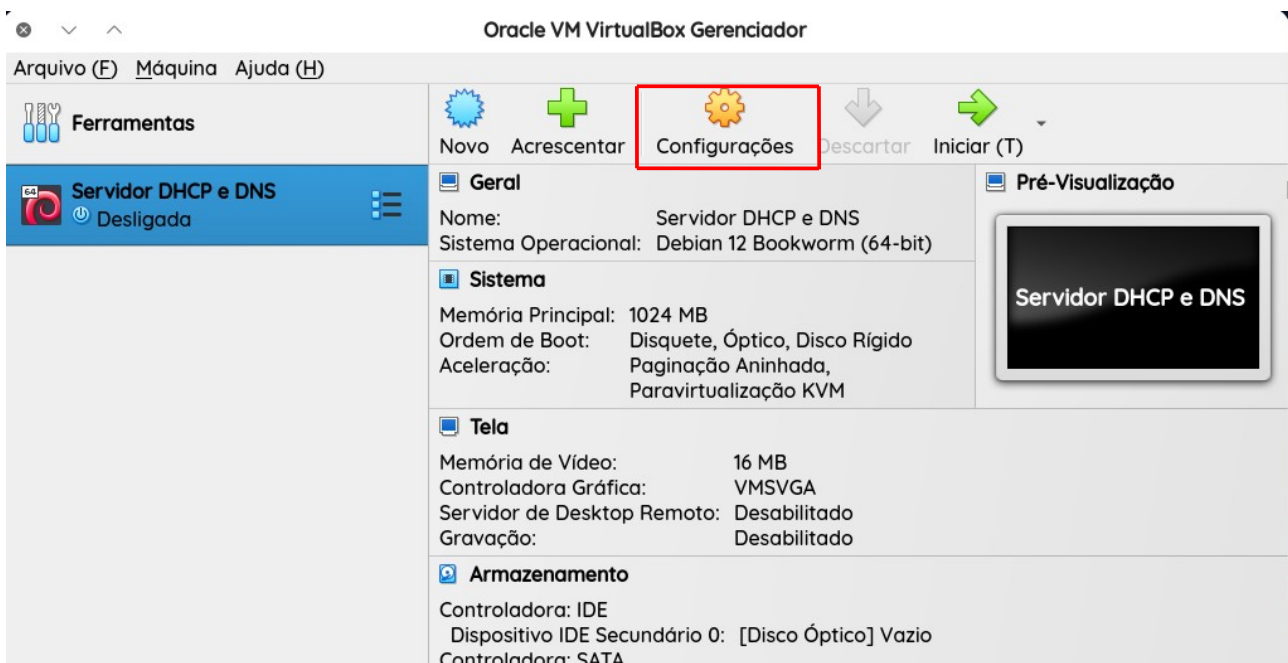 Oracle VM VirtualBox Gerenciador
Arquivo (F) Máquina Ajuda (H)
Ferramentas
Novo Acrescentar Configurações Descartar Iniciar (T)
64
Servidor DHCP e DNS
Desligada
Geral
Nome: Servidor DHCP e DNS
Sistema Operacional: Debian 12 Bookworm (64-bit)
Pré-Visualização
Servidor DHCP e DNS
Sistema
Memória Principal: 1024 MB
Ordem de Boot: Disquete, Óptico, Disco Rígido
Aceleração: Paginação Aninhada,
Paravirtualização KVM
Tela
Memória de Vídeo: 16 MB
Controladora Gráfica: VMSVGA
Servidor de Desktop Remoto: Desabilitado
Gravação: Desabilitado
Armazenamento
Controladora: IDE
Dispositivo IDE Secundário 0: [Disco Óptico] Vazio
Controladora: SATA